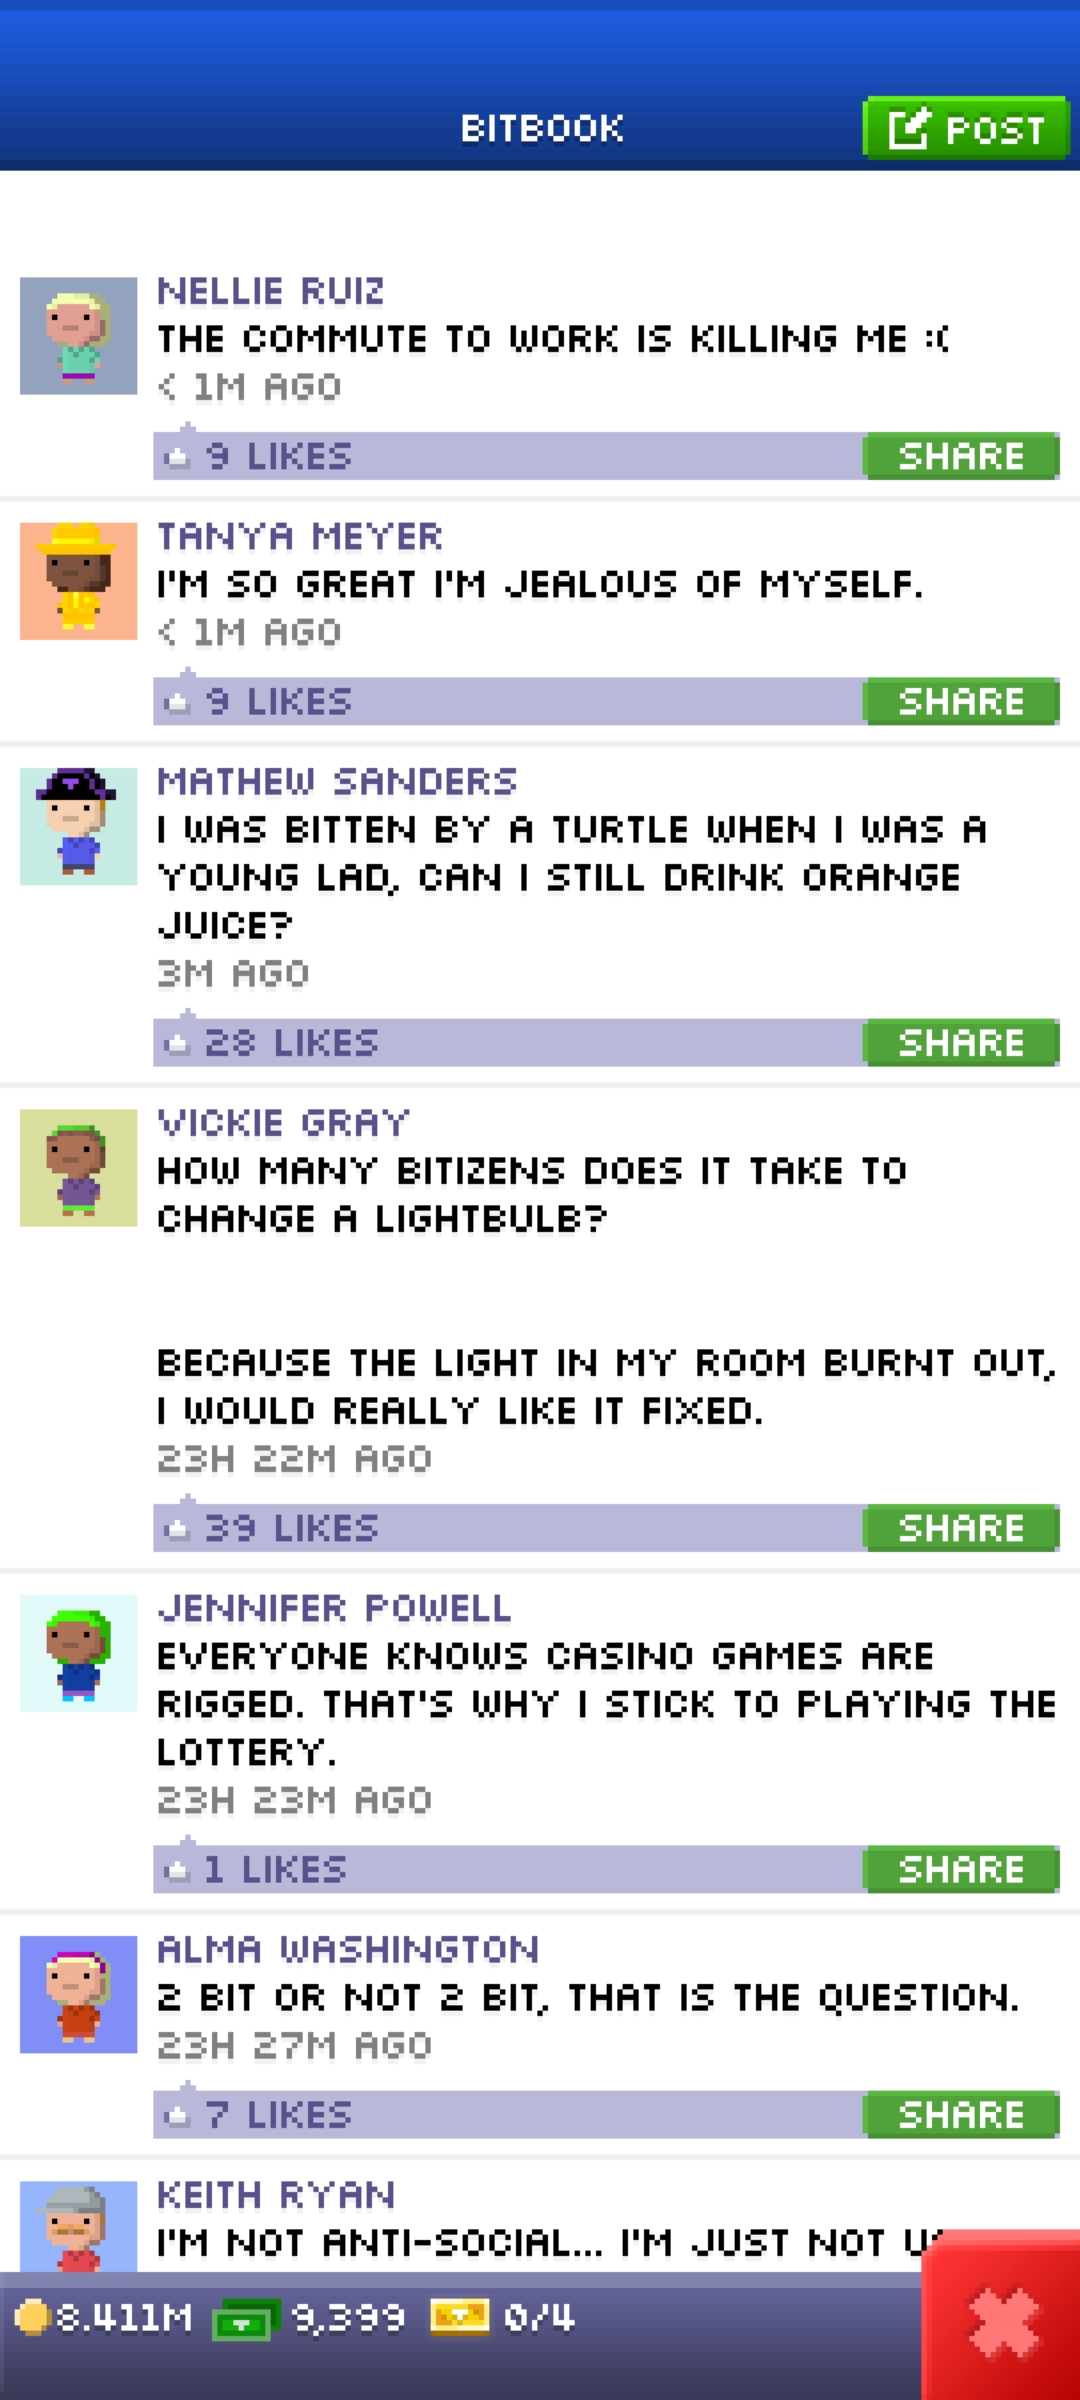 BITBOOK
POST
NELLIE RUIZ
THE COMMUTE TO WORK IS KILLING ME :(
< 1M AGO
9 LIKES
SHARE
TANYA MEYER
I'M SO GREAT I'M JEALOUS OF MYSELF.
< 1M AGO
9 LIKES
SHARE
MATHEW SANDERS
I WAS BITTEN BY A TURTLE WHEN I WAS A
YOUNG LAD, CAN I STILL DRINK ORANGE
JUICE?
3M AGO
28 LIKES
SHARE
VICKIE GRAY
HOW MANY BITIZENS DOES IT TAKE TO
CHANGE A LIGHTBULB?
BECAUSE THE LIGHT IN MY ROOM BURNT OUT,
I WOULD REALLY LIKE IT FIXED.
23H 22M AGO
39 LIKES
SHARE
JENNIFER POWELL
EVERYONE KNOWS CASINO GAMES ARE
RIGGED. THAT'S WHY I STICK TO PLAYING THE
LOTTERY.
23H 23M AGO
1 LIKES
SHARE
ALMA WASHINGTON
2 BIT OR NOT 2 BIT, THAT IS THE QUESTION.
23H 27M AGO
7 LIKES
SHARE
KEITH RYAN
I'M NOT ANTI-SOCIAL... I'M JUST NOT
8.411M 9,399 0/4